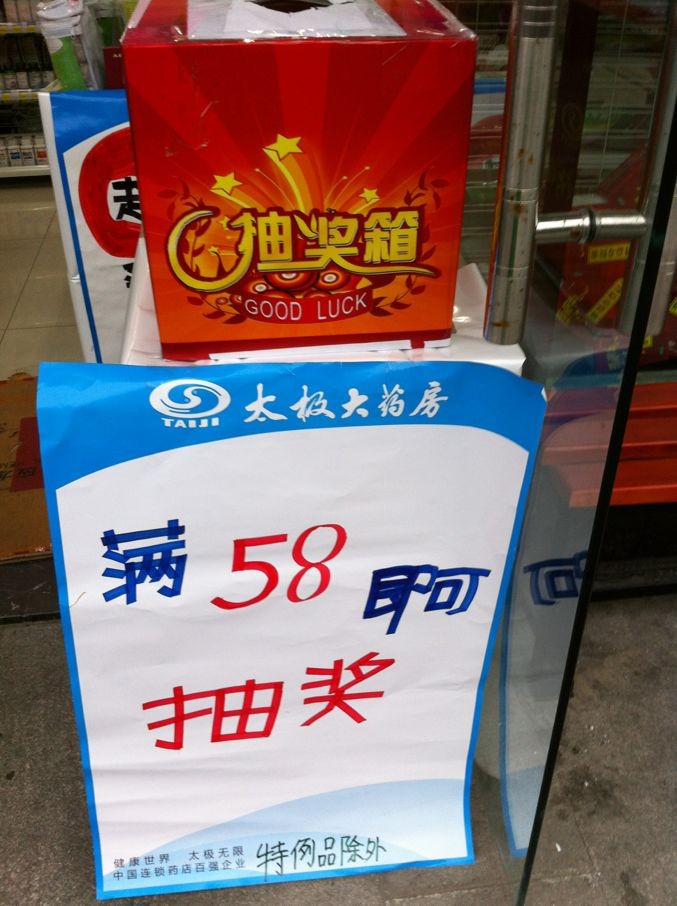 抽奖箱
GOOD LUCK
TAIJI 太极大药房
满58即可
抽奖
健康世界 太极无限
中国连锁药店百强企业
特例品除外